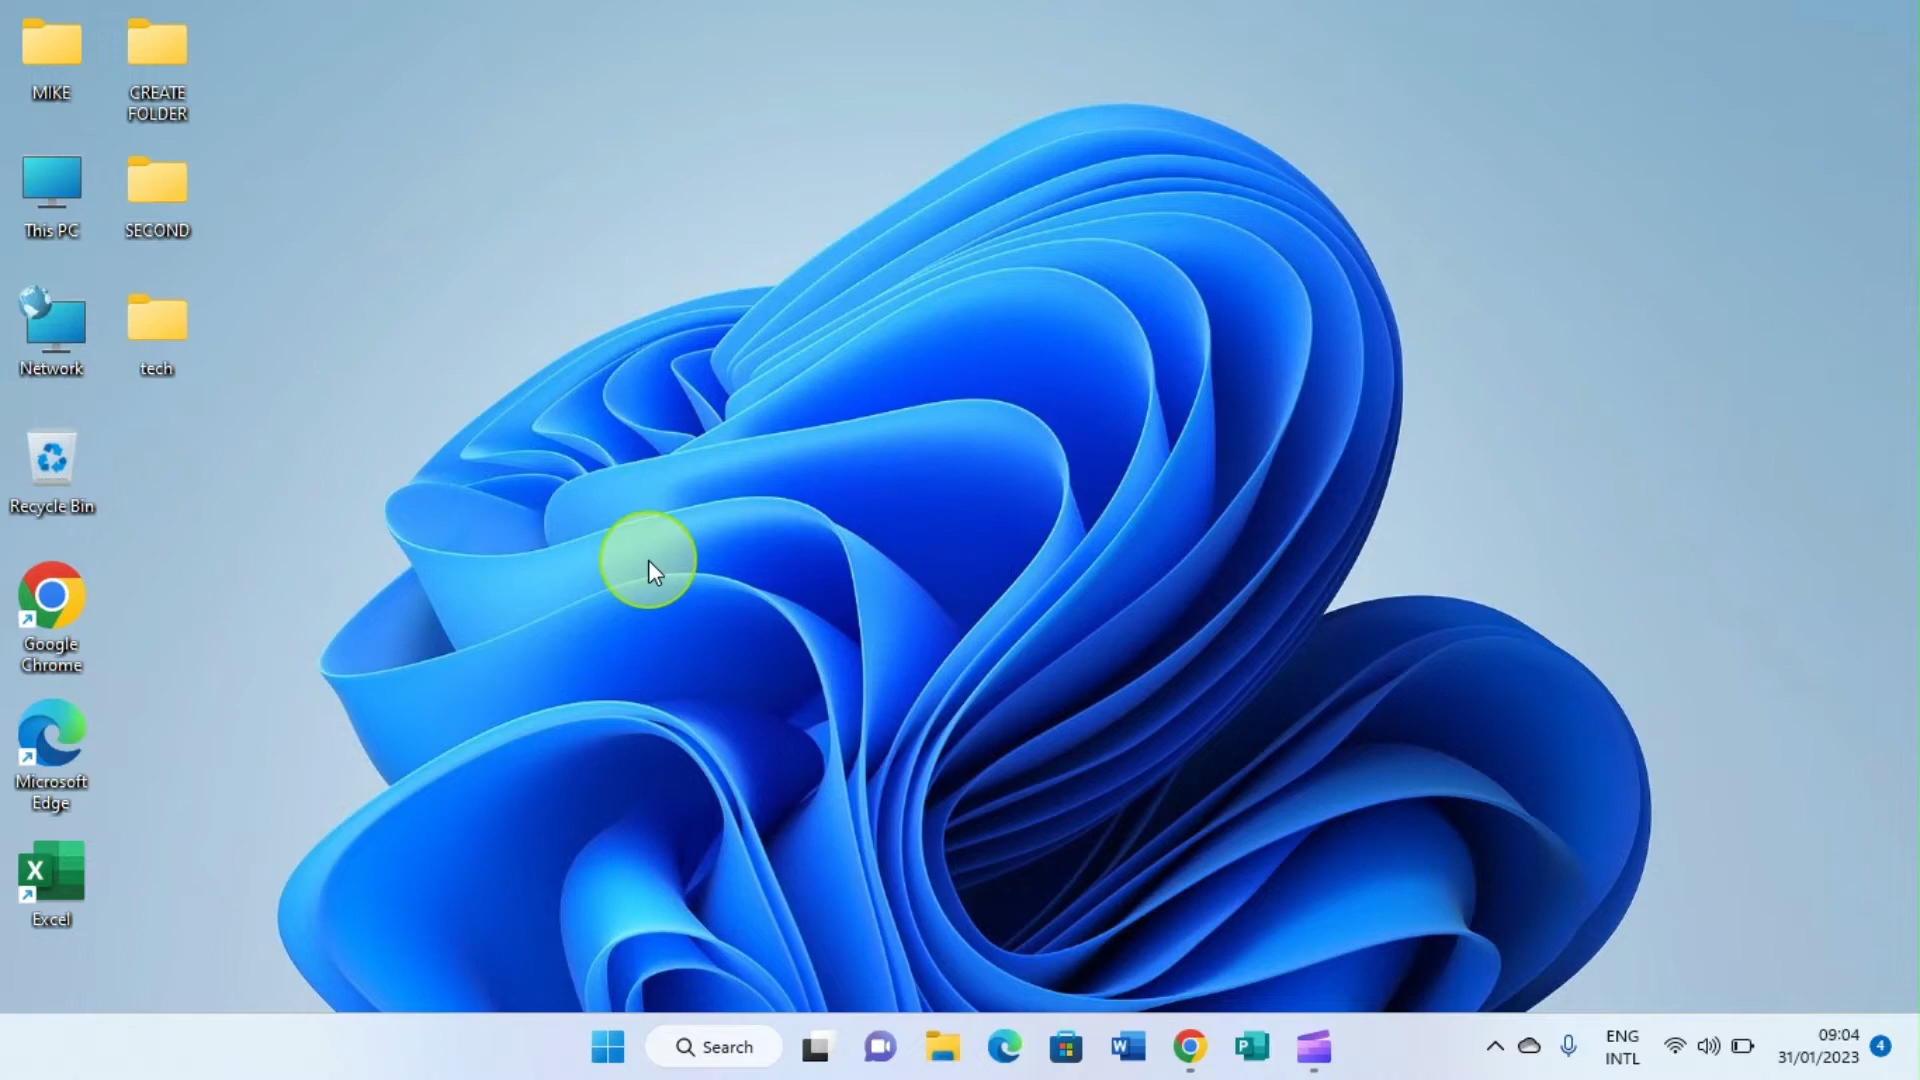 MIKE
CREATE
FOLDER
This PC
SECOND
Network
tech
Recycle Bin
Google
Chrome
Microsoft
Edge
X
Excel
Search
W
P
ENG
INTL
09:04
31/01/2023
4